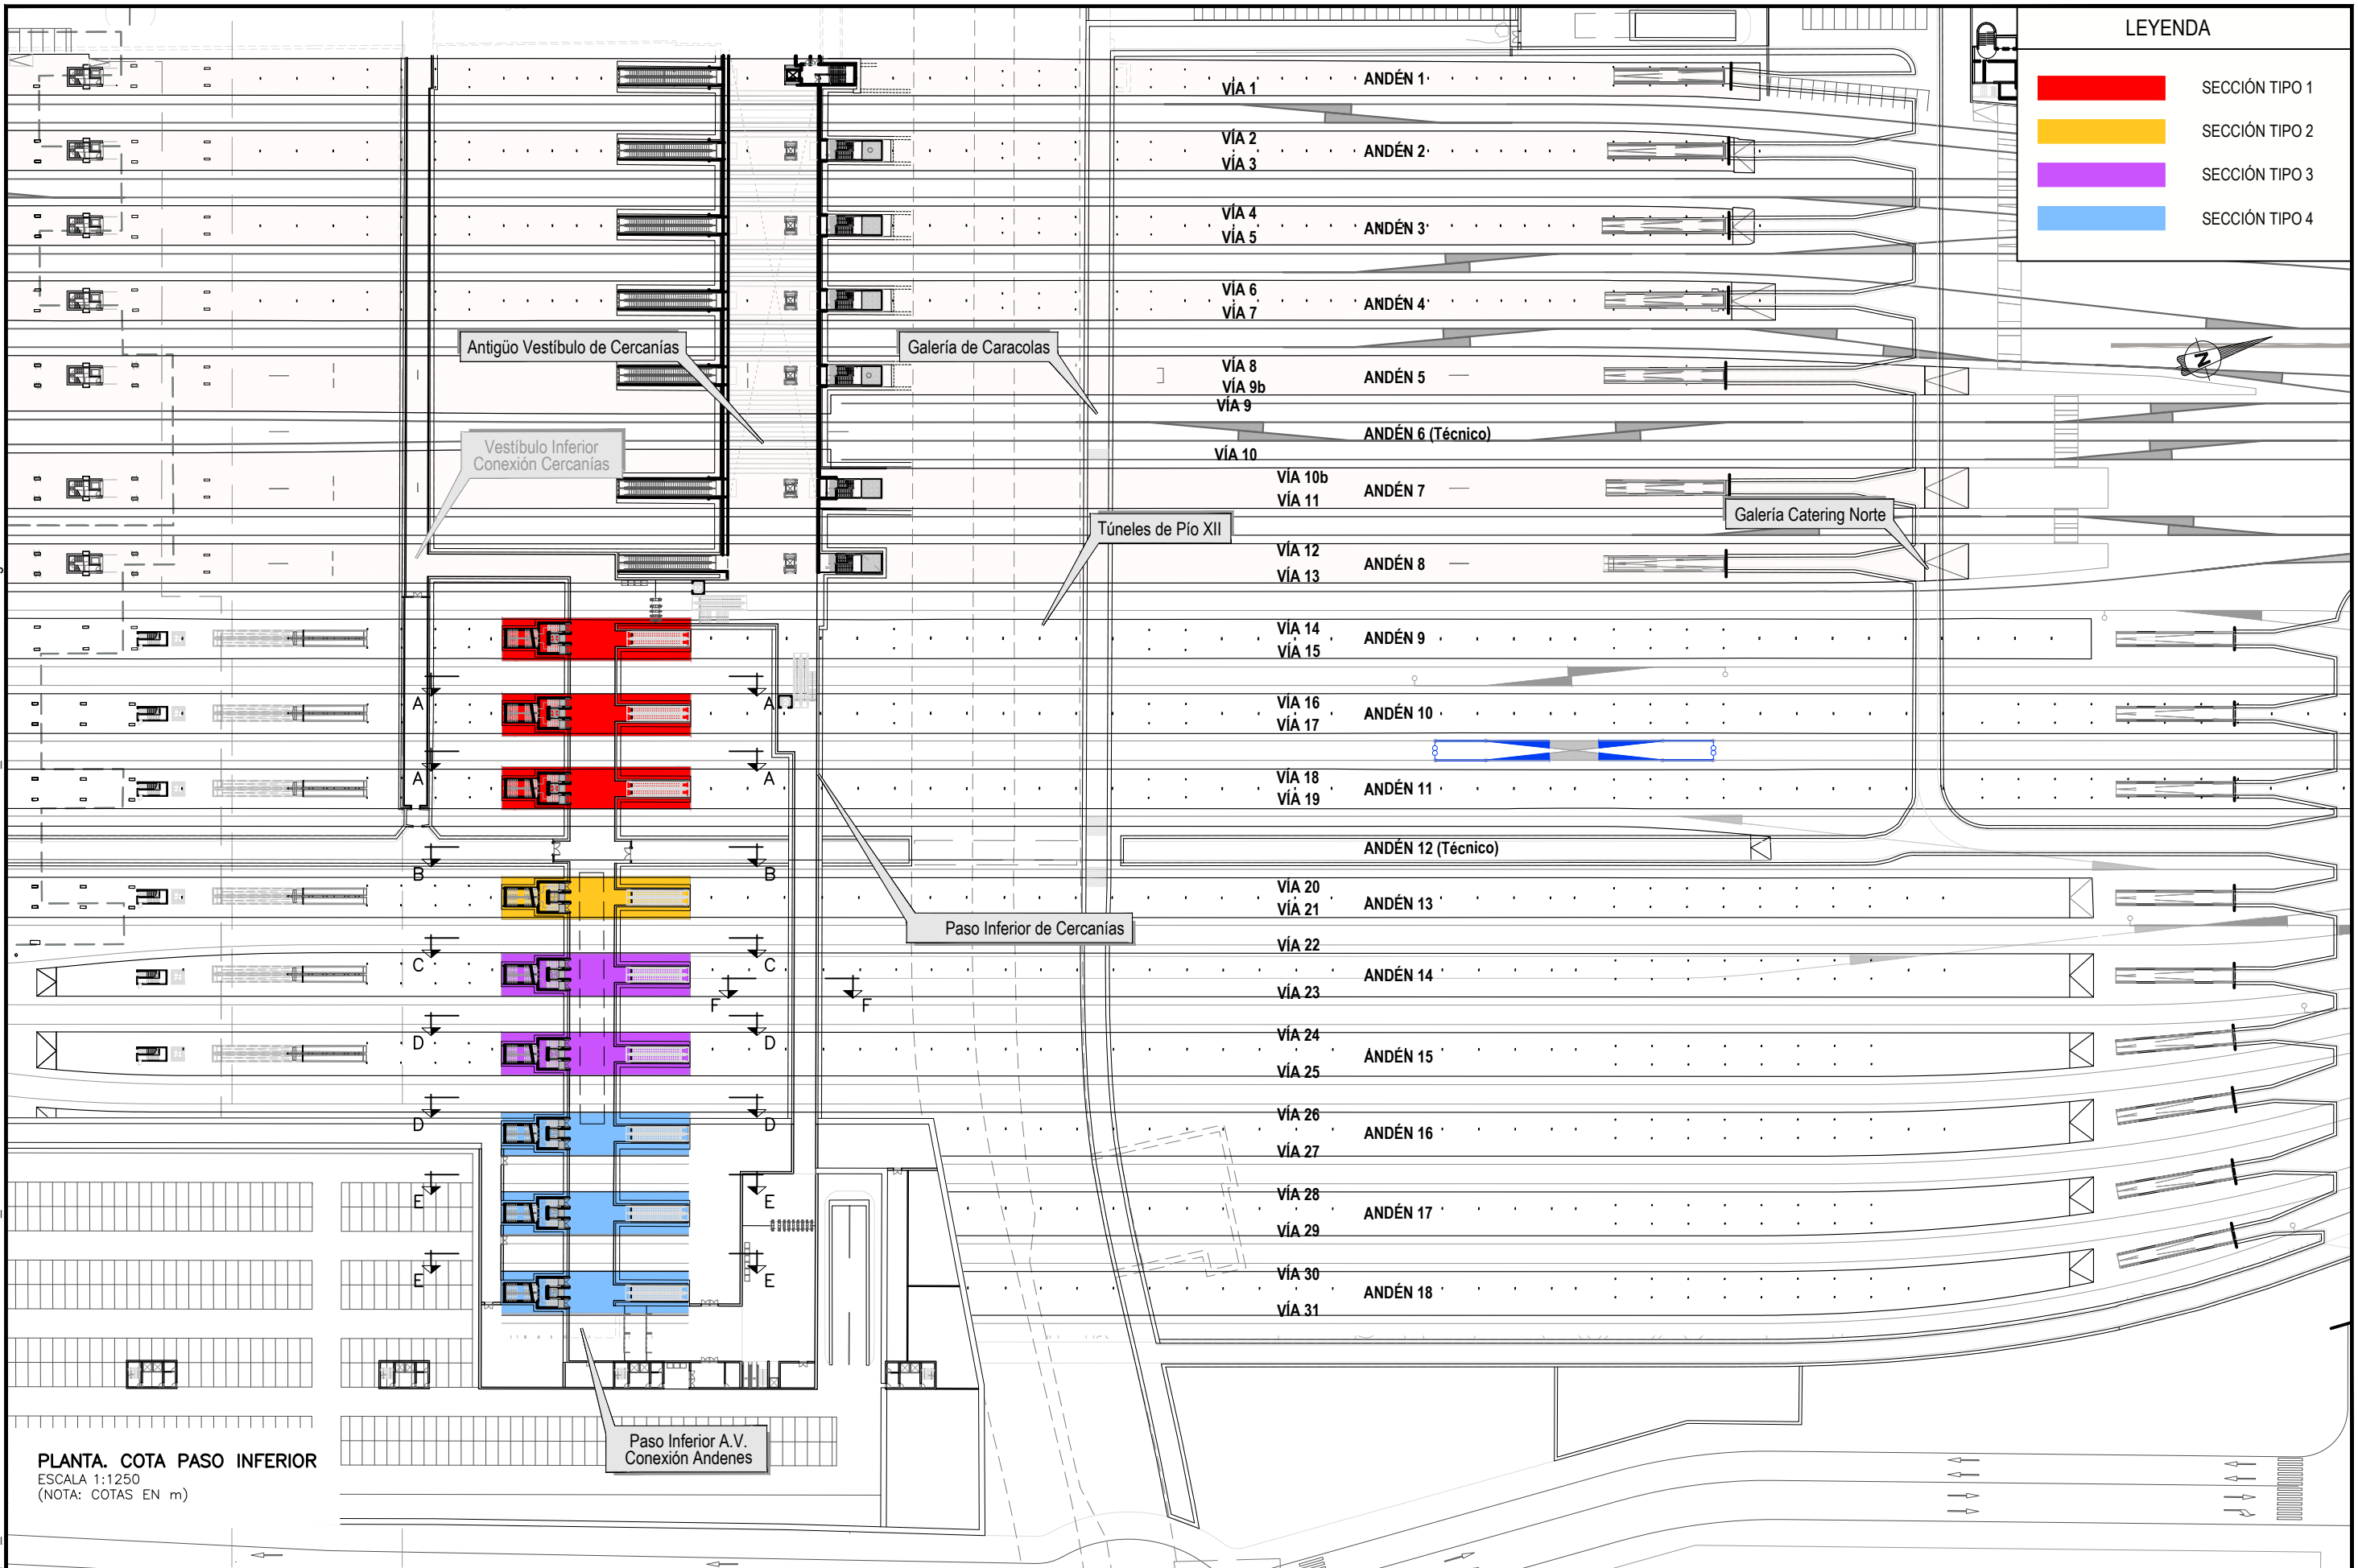 LEYENDA
SECCIÓN TIPO 1
SECCIÓN TIPO 2
SECCIÓN TIPO 3
SECCIÓN TIPO 4
VÍA 1
ANDÉN 1
VÍA 2
ANDÉN 2
VÍA 3
VÍA 4
ANDÉN 3
VÍA 5
VÍA 6
ANDÉN 4
VÍA 7
Antigüo Vestíbulo de Cercanías
Galería de Caracolas
N
VÍA 8
ANDÉN 5
VÍA 9b
VÍA 9
ANDÉN 6 (Técnico)
Vestíbulo Inferior
Conexión Cercanías
VÍA 10
VÍA 10b
ANDÉN 7
VÍA 11
Galería Catering Norte
Túneles de Pío XII
VÍA 12
ANDÉN 8
VÍA 13
VÍA 14
ANDÉN 9
VÍA 15
A A
VÍA 16
ANDÉN 10
VÍA 17
A A
VÍA 18
ANDÉN 11
VÍA 19
ANDÉN 12 (Técnico)
B B
VÍA 20
ANDÉN 13
VÍA 21
Paso Inferior de Cercanías
VÍA 22
C C
ANDÉN 14
VÍA 23
F F
VÍA 24
D D
ANDÉN 15
VÍA 25
VÍA 26
D D
ANDÉN 16
VÍA 27
VÍA 28
E E
ANDÉN 17
VÍA 29
VÍA 30
E E
ANDÉN 18
VÍA 31
Paso Inferior A.V.
Conexión Andenes
PLANTA. COTA PASO INFERIOR
ESCALA 1:1250
(NOTA: COTAS EN m)